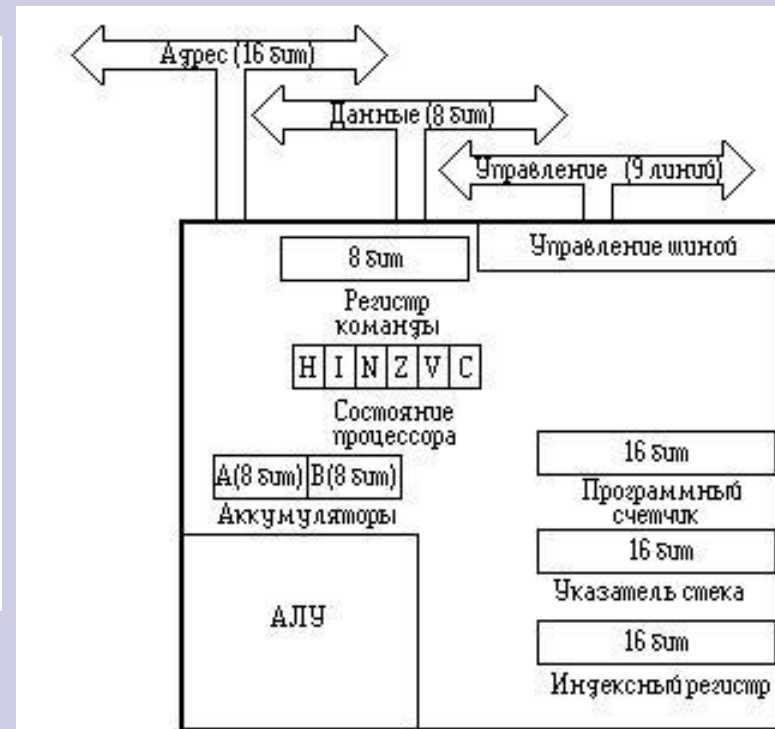 Адрес (16 бит)
Данные (8 бит)
Управление (9 линий)
Управление шиной
8 бит
Регистр
команды
H I N Z V C
Состояние
процессора
A(8 бит) B(8 бит)
Аккумуляторы
16 бит
Программный
счетчик
16 бит
Указатель стека
16 бит
Индексный регистр
АЛУ